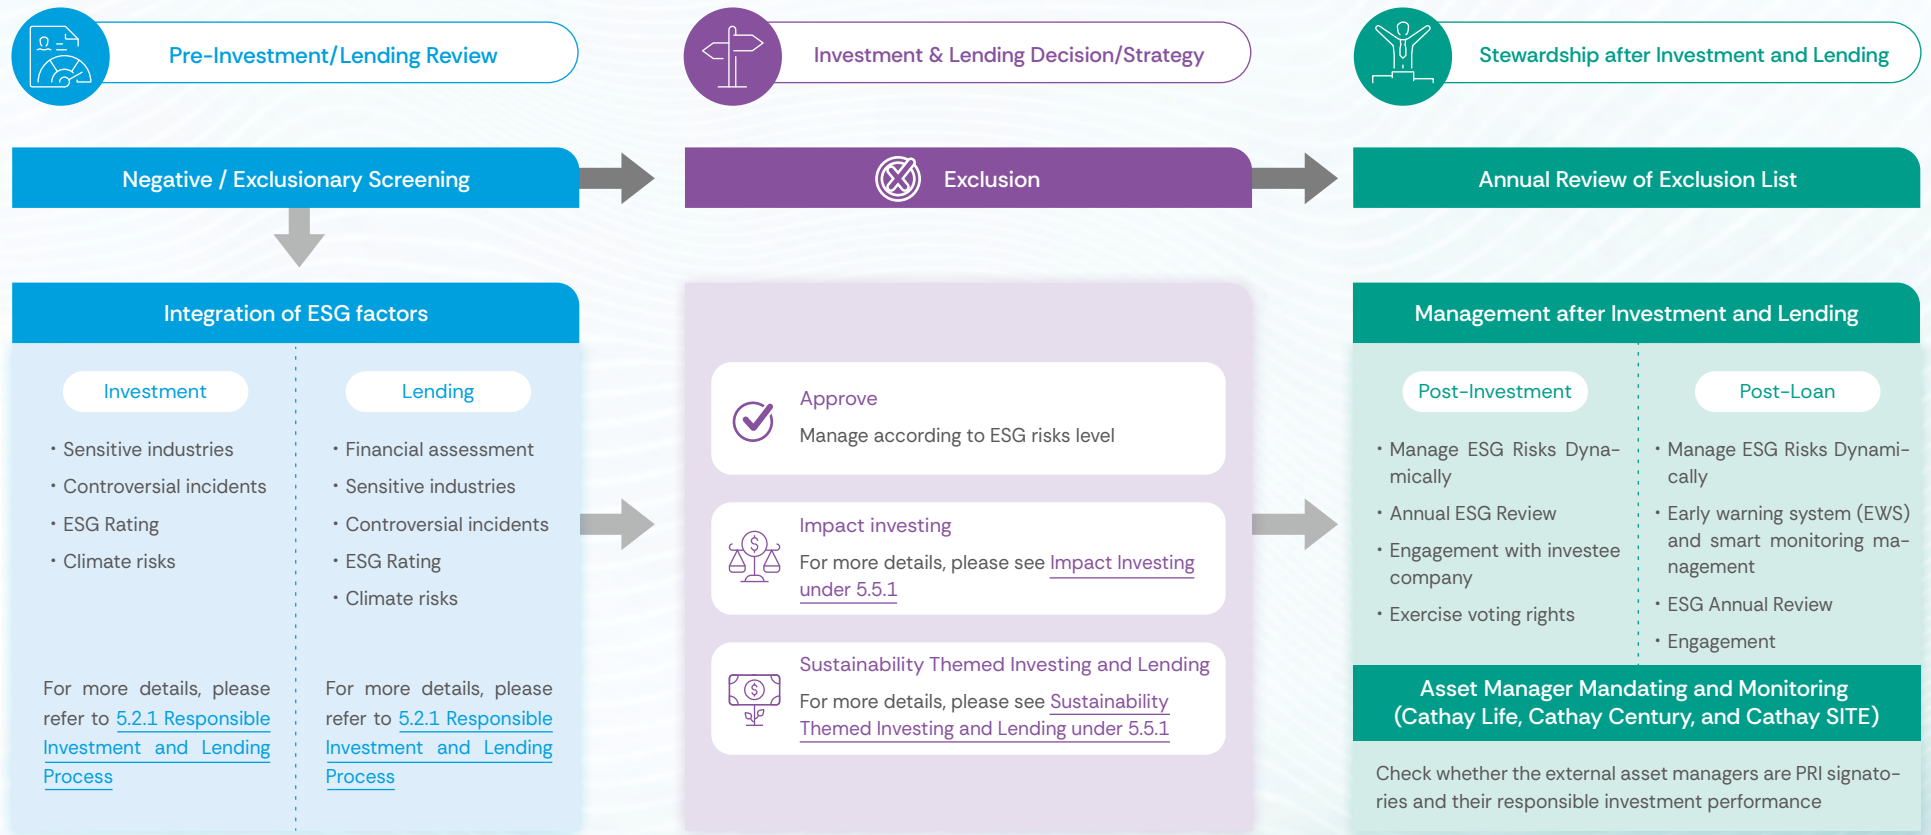 Pre-Investment/Lending Review
Investment & Lending Decision/Strategy
Stewardship after Investment and Lending
Negative / Exclusionary Screening
Exclusion
Annual Review of Exclusion List
Integration of ESG factors
Investment
・Sensitive industries
・Controversial incidents
・ESG Rating
・Climate risks
For more details, please
refer to 5.2.1 Responsible
Investment and Lending
Process
Lending
・Financial assessment
・Sensitive industries
・Controversial incidents
・ESG Rating
・Climate risks
For more details, please
refer to 5.2.1 Responsible
Investment and Lending
Process
Approve
Manage according to ESG risks level
Impact investing
For more details, please see Impact Investing
under 5.5.1
Sustainability Themed Investing and Lending
For more details, please see Sustainability
Themed Investing and Lending under 5.5.1
Management after Investment and Lending
Post-Investment
・Manage ESG Risks Dyna-
mically
・Annual ESG Review
・Engagement with investee
company
・Exercise voting rights
Post-Loan
・Manage ESG Risks Dynami-
cally
・Early warning system (EWS)
and smart monitoring ma-
nagement
・ESG Annual Review
・Engagement
Asset Manager Mandating and Monitoring
(Cathay Life, Cathay Century, and Cathay SITE)
Check whether the external asset managers are PRI signato-
ries and their responsible investment performance